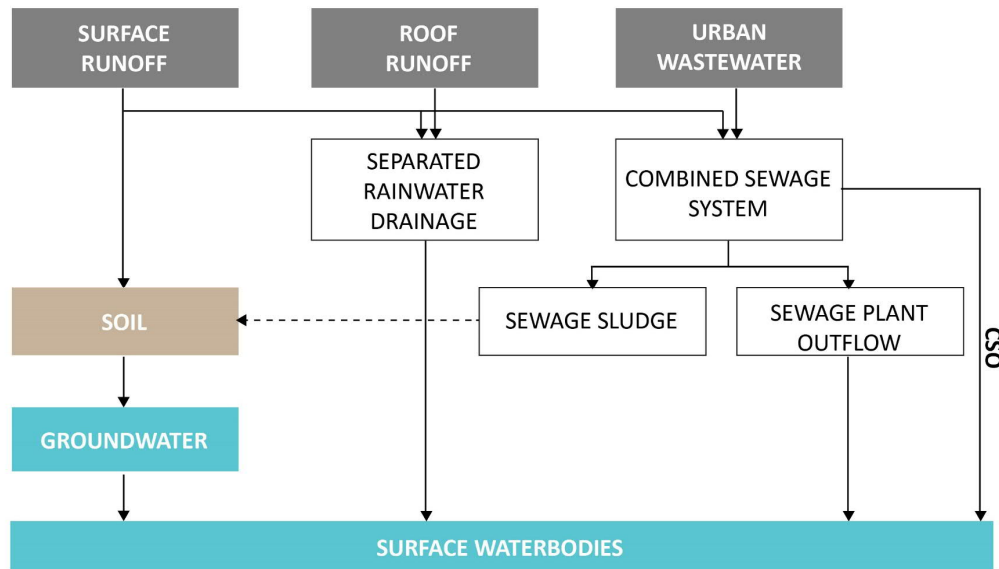 SURFACE
RUNOFF
ROOF
RUNOFF
URBAN
WASTEWATER
SEPARATED
RAINWATER
DRAINAGE
COMBINED SEWAGE
SYSTEM
SOIL
SEWAGE SLUDGE
SEWAGE PLANT
OUTFLOW
CSO
GROUNDWATER
SURFACE WATERBODIES